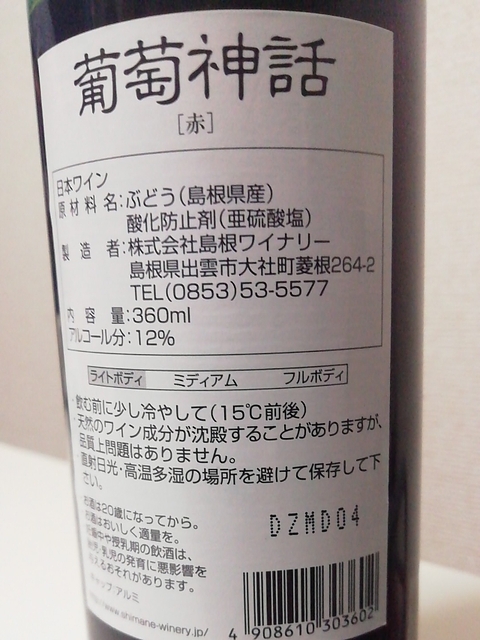 葡萄神話
[赤]
日本ワイン
原材料名:ぶどう(島根県産)
酸化防止剤(亜硫酸塩)
製造者:株式会社島根ワイナリー
島根県出雲市大社町菱根264-2
TEL(0853)53-5577
内容量:360ml
アルコール分:12%
ライトボディ ミディアム フルボディ
飲む前に少し冷やして(15℃前後)
天然のワイン成分が沈殿することがありますが、
品質上問題はありません。
直射日光・高温多湿の場所を避けて保存して下
さい。
お酒は20歳になってから。
お酒はおいしく適量を。
中や授乳期の飲酒は、
・乳児の発育に悪影響を
えるおそれがあります。
キャップ:アルミ
www.shimane-winery.jp/
DZMD04
4 908610 303602